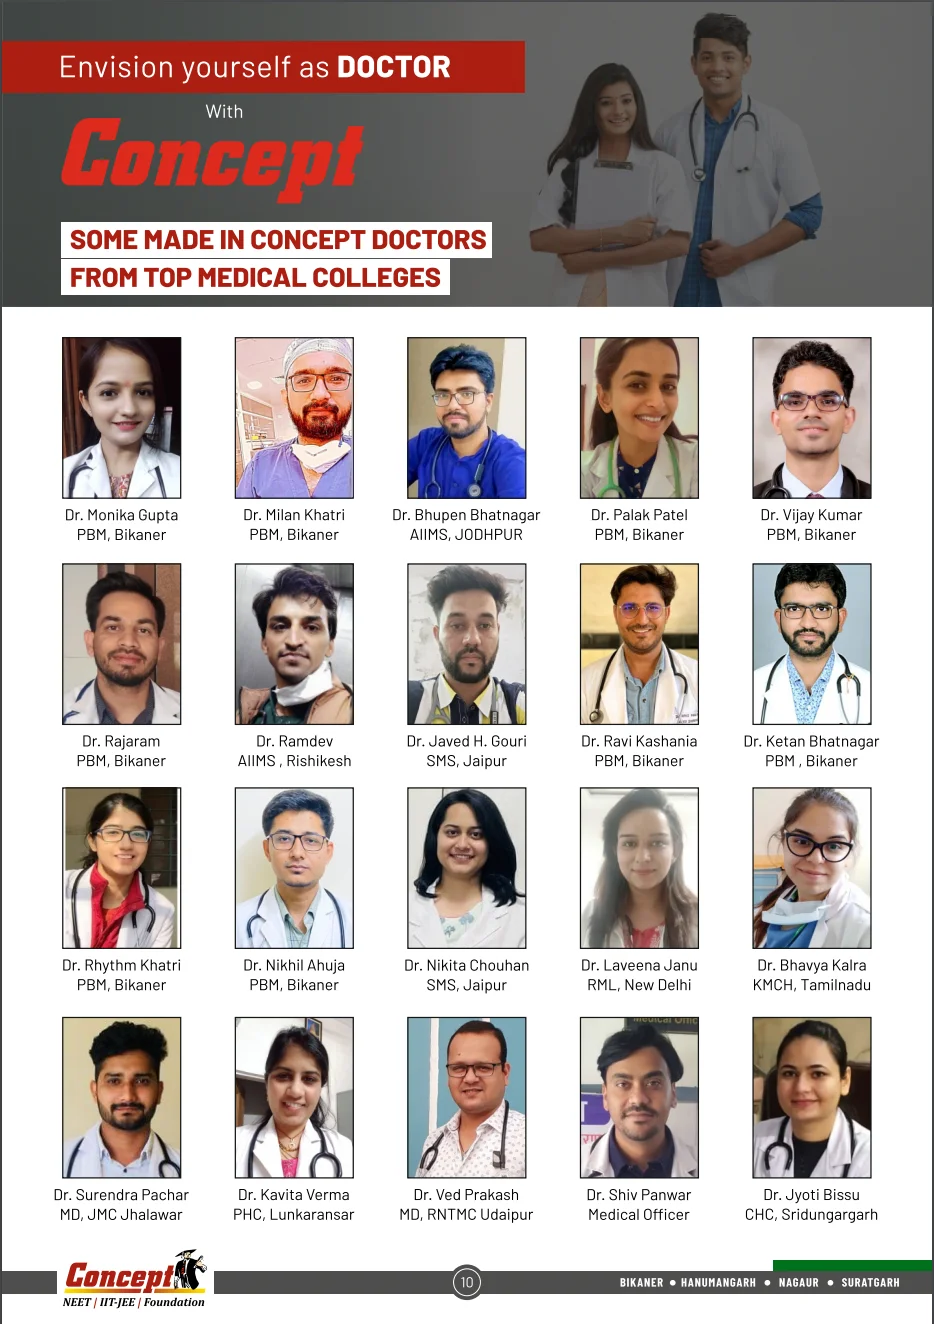 Envision yourself as DOCTOR
With
Concept
SOME MADE IN CONCEPT DOCTORS
FROM TOP MEDICAL COLLEGES
Dr. Monika Gupta
PBM, Bikaner
Dr. Milan Khatri
PBM, Bikaner
Dr. Bhupen Bhatnagar
AIIMS, JODHPUR
Dr. Palak Patel
PBM, Bikaner
Dr. Vijay Kumar
PBM, Bikaner
Dr. Rajaram
PBM, Bikaner
Dr. Ramdev
AIIMS , Rishikesh
Dr. Javed H. Gouri
SMS, Jaipur
Dr. Ravi Kashania
PBM, Bikaner
Dr. Ketan Bhatnagar
PBM , Bikaner
Dr. Rhythm Khatri
PBM, Bikaner
Dr. Nikhil Ahuja
PBM, Bikaner
Dr. Nikita Chouhan
SMS, Jaipur
Dr. Laveena Janu
RML, New Delhi
Dr. Bhavya Kalra
KMCH, Tamilnadu
Medical Offic
Dr. Surendra Pachar
MD, JMC Jhalawar
Dr. Kavita Verma
PHC, Lunkaransar
Dr. Ved Prakash
MD, RNTMC Udaipur
Dr. Shiv Panwar
Medical Officer
Dr. Jyoti Bissu
CHC, Sridungargarh
Concept
NEET | IIT-JEE | Foundation
10
BIKANER ● HANUMANGARH ● NAGAUR ● SURATGARH